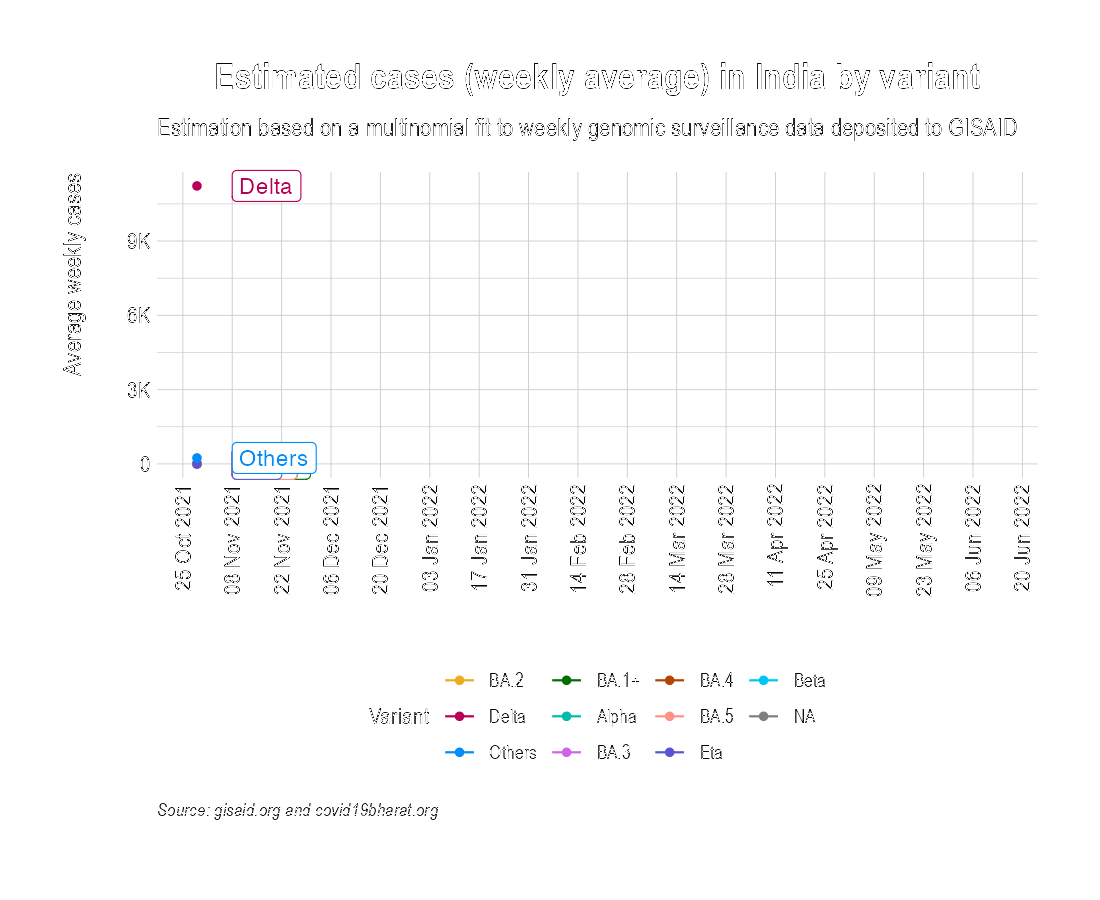 Estimated cases (weekly average) in India by variant
Estimation based on a multinomial fit to weekly genomic surveillance data deposited to GISAID
Average weekly cases
Delta
9K
6K
3K
0
Others
25 Oct 2021
08 Nov 2021
22 Nov 2021
06 Dec 2021
20 Dec 2021
03 Jan 2022
17 Jan 2022
31 Jan 2022
14 Feb 2022
28 Feb 2022
14 Mar 2022
28 Mar 2022
11 Apr 2022
25 Apr 2022
09 May 2022
23 May 2022
06 Jun 2022
20 Jun 2022
Variant
BA.2
Delta
Others
BA.1+
Alpha
BA.3
BA.4
BA.5
Eta
Beta
NA
Source: gisaid.org and covid19bharat.org